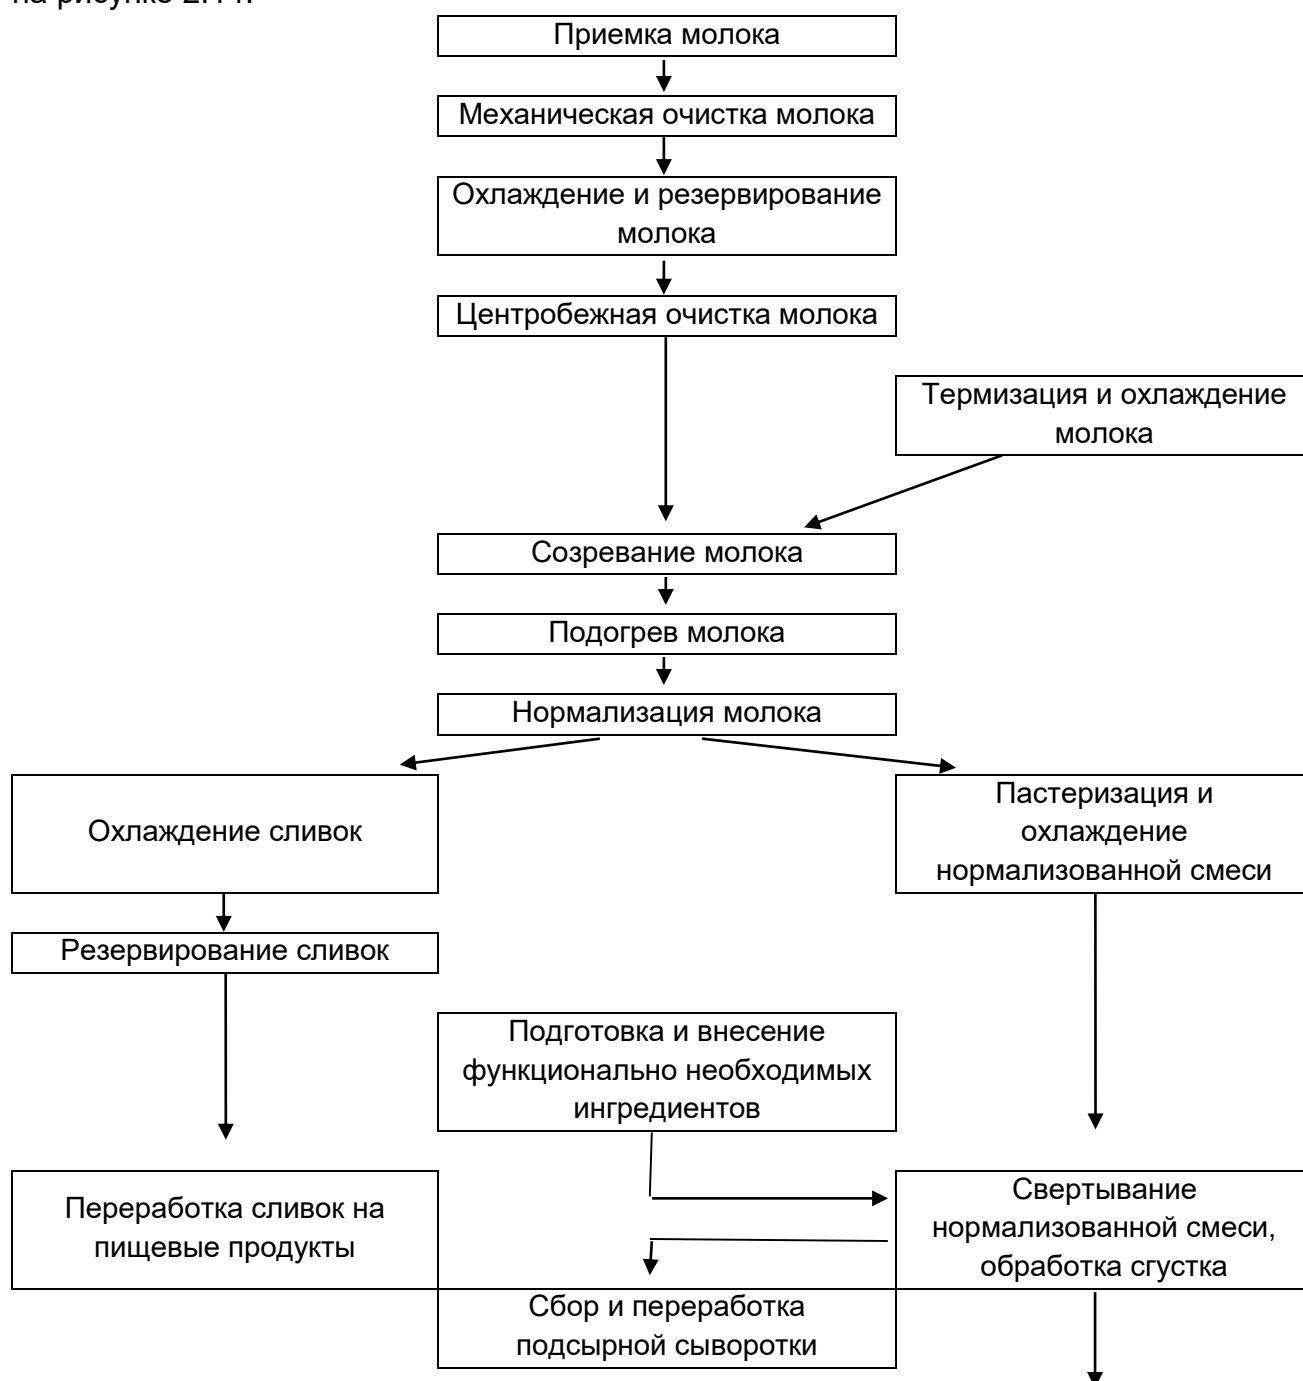 на рисунке 2.14.
Приемка молока
Механическая очистка молока
Охлаждение и резервирование
молока
Центробежная очистка молока
Термизация и охлаждение
молока
Созревание молока
Подогрев молока
Нормализация молока
Охлаждение сливок
Пастеризация и
охлаждение
нормализованной смеси
Резервирование сливок
Подготовка и внесение
функционально необходимых
ингредиентов
Переработка сливок на
пищевые продукты
Свертывание
нормализованной смеси,
обработка сгустка
Сбор и переработка
подсырной сыворотки